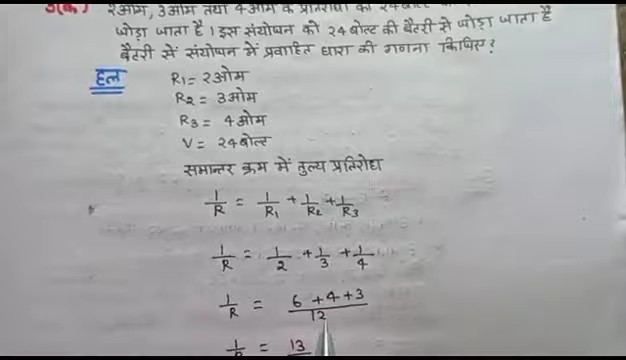 2ओम, 3ओम तथा 4ओम के प्रतिरोधों को
जोड़ा जाता है। इस संयोजन को 24 बोल्ट की बैटरी से जोड़ा जाता है
बैटरी से संयोजन में प्रवाहित धारा की गणना किजिए?
हल
R₁ = 2ओम
R₂ = 3ओम
R₃ = 4ओम
V = 24बोल्ट
समान्तर क्रम में तुल्य प्रतिरोध
1/R = 1/R₁ + 1/R₂ + 1/R₃
1/R = 1/2 + 1/3 + 1/4
1/R = 6+4+3/12
1/R = 13